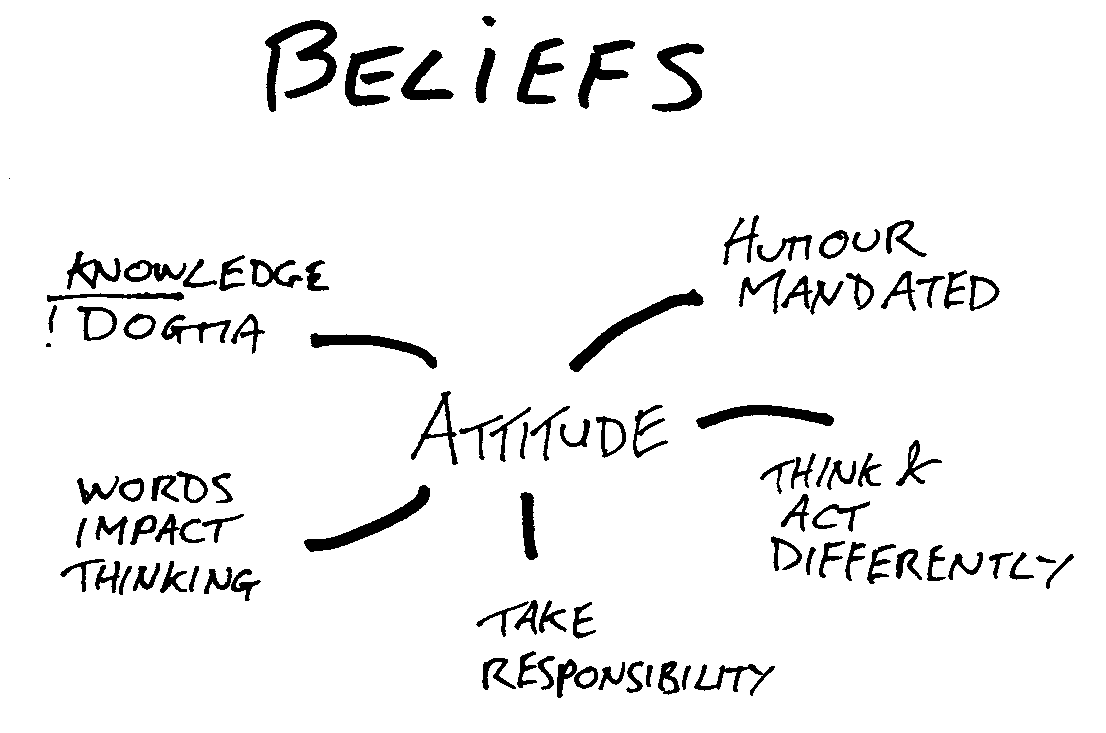 BELiEFS
KNOWLEDGE
! DOGMA
HUMOUR
MANDATED
ATTITUDE
WORDS
IMPACT
THINKING
THINK &
ACT
DIFFERENTLY
TAKE
RESPONSIBILITY